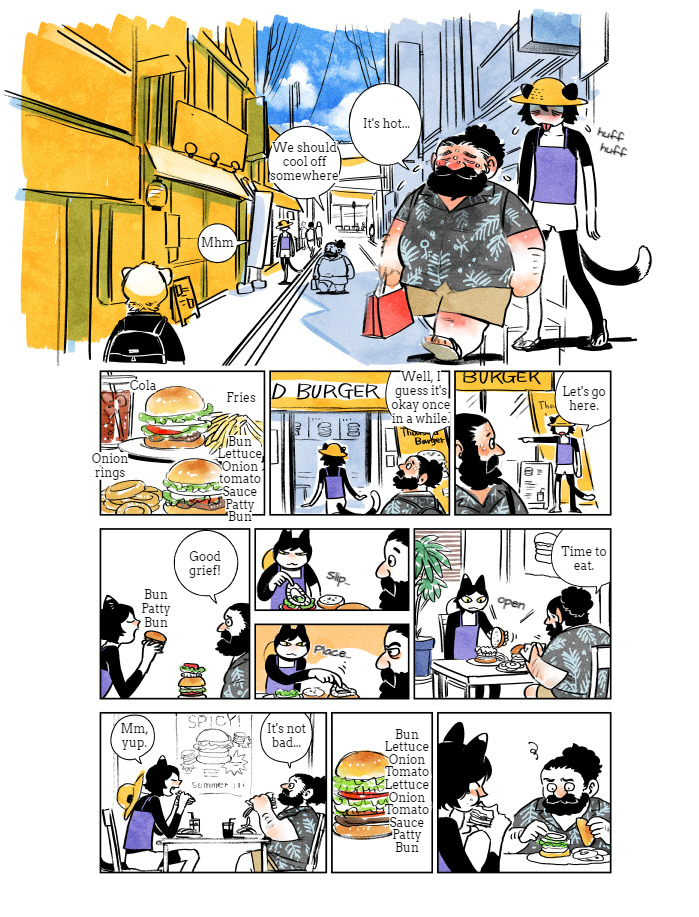 It's hot...
huff
huff
We should
cool off
somewhere
Mhm
Cola
Fries
Onion
rings
Bun
Lettuce
Onion
tomato
Sauce
Patty
Bun
D BURGER
Well, I
guess it's
okay once
in a while.
Burger
BURGER
Let's go
here.
Good
grief!
Bun
Patty
Bun
Slip...
Place...
open
Time to
eat.
Mm,
yup.
SPICY!
Summer
It's not
bad...
Bun
Lettuce
Onion
Tomato
Lettuce
Onion
Tomato
Sauce
Patty
Bun